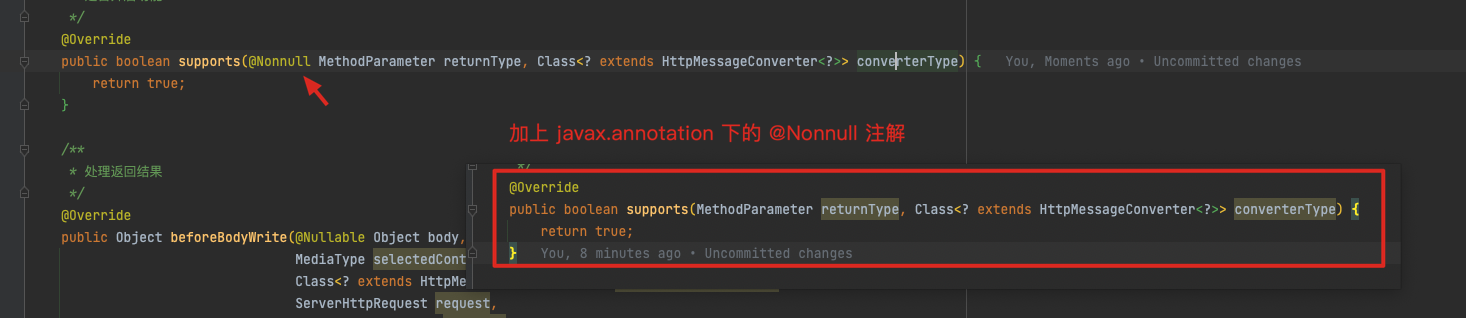 */
@Override
public boolean supports(@Nonnull MethodParameter returnType, Class<? extends HttpMessageConverter<?>> converterType) { You, Moments ago • Uncommitted changes
return true;
}
加上 javax.annotation 下的 @Nonnull 注解
/**
* 处理返回结果
*/
@Override
public Object beforeBodyWrite(@Nullable Object body,
MediaType selectedCont
Class<? extends HttpMe
ServerHttpRequest request,
*/
@Override
public boolean supports(MethodParameter returnType, Class<? extends HttpMessageConverter<?>> converterType) {
return true;
} You, 8 minutes ago • Uncommitted changes